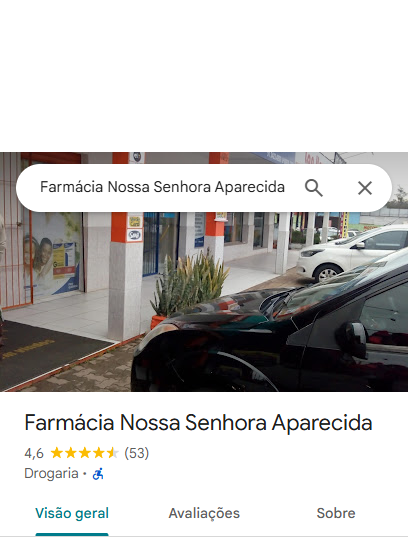 Farmácia Nossa Senhora Aparecida
Farmácia Nossa Senhora Aparecida
4,6 (53)
Drogaria ·
Visão geral
Avaliações
Sobre